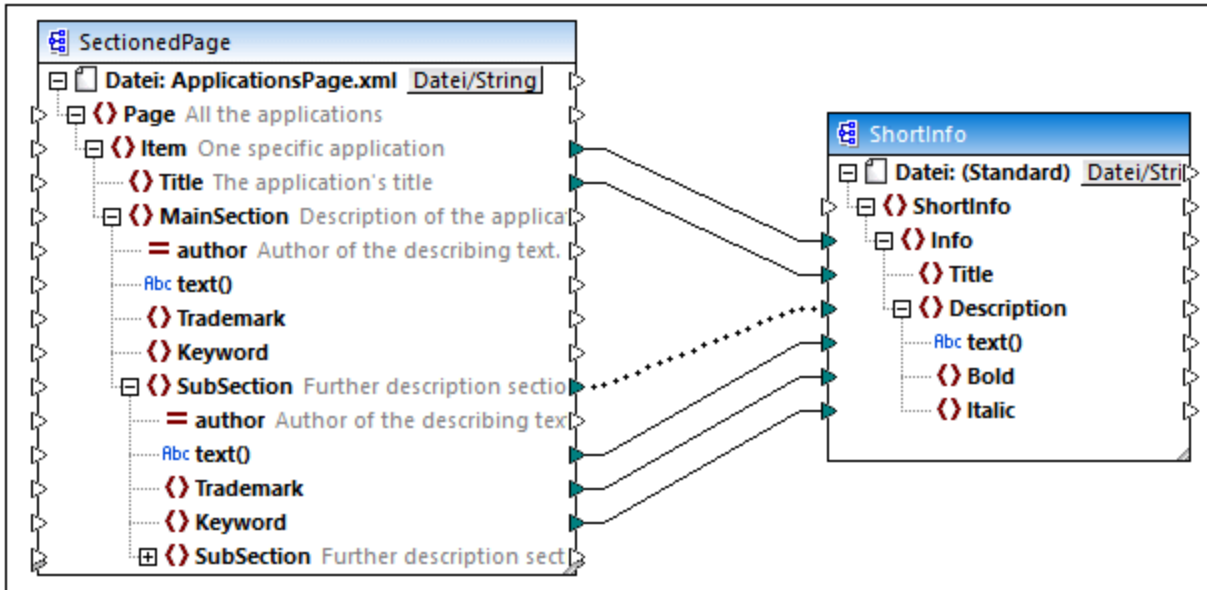 SectionedPage
Datei: ApplicationsPage.xml Datei/String
Page All the applications
Item One specific application
Title The application's title
MainSection Description of the applica
author Author of the describing text.
Abc text()
Trademark
Keyword
SubSection Further description sectio
author Author of the describing tex
Abc text()
Trademark
Keyword
SubSection Further description sect
ShortInfo
Datei: (Standard) Datei/Stri
ShortInfo
Info
Title
Description
Abc text()
Bold
Italic